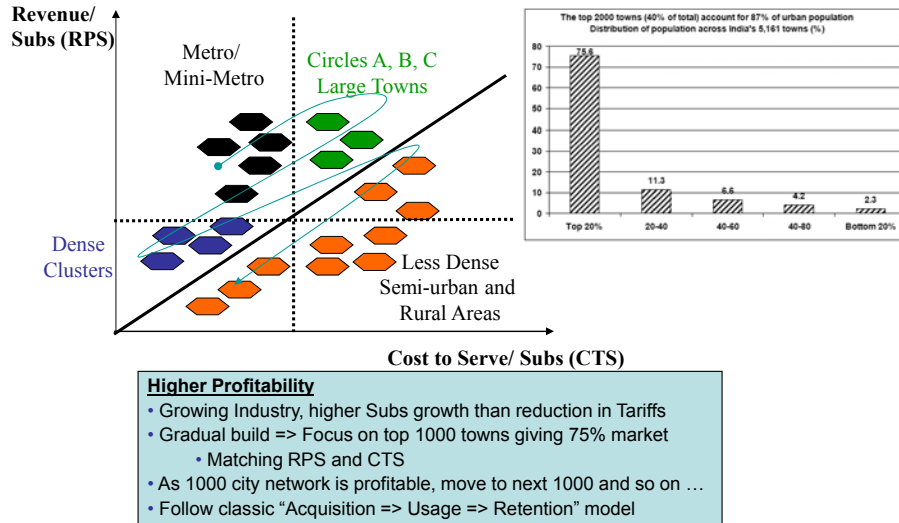 Revenue/
Subs (RPS)
Metro/
Mini-Metro
Circles A, B, C
Large Towns
Dense
Clusters
Less Dense
Semi-urban and
Rural Areas
Cost to Serve/ Subs (CTS)
The top 2000 towns (40% of total) account for 87% of urban population
Distribution of population across India's 5,161 towns (%)
80
70
60
50
40
30
20
10
0
75.6
11.3
6.6
4.2
2.3
Top 20%
20-40
40-60
40-80
Bottom 20%
Higher Profitability
• Growing Industry, higher Subs growth than reduction in Tariffs
• Gradual build => Focus on top 1000 towns giving 75% market
• Matching RPS and CTS
• As 1000 city network is profitable, move to next 1000 and so on …
• Follow classic “Acquisition => Usage => Retention” model